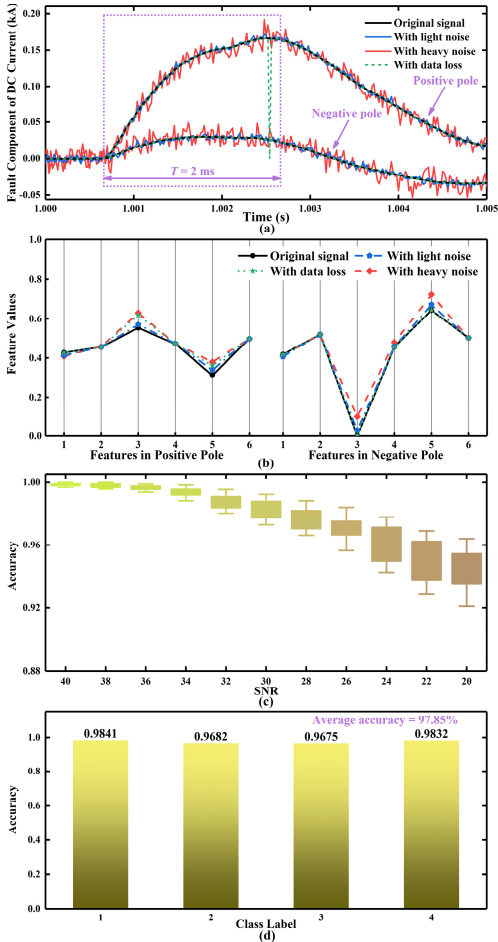 Fault Component of DC Current (kA)
0.20
0.15
0.10
0.05
0.00
-0.05
Original signal
With light noise
With heavy noise
With data loss
Positive pole
Negative pole
T = 2 ms
1.000 1.001 1.002 1.003 1.004 1.005
Time (s)
(a)
Feature Values
1.0
0.8
0.6
0.4
0.2
0.0
Original signal With light noise
With data loss With heavy noise
1 2 3 4 5 6 1 2 3 4 5 6
Features in Positive Pole Features in Negative Pole
(b)
Accuracy
1.00
0.96
0.92
0.88
40 38 36 34 32 30 28 26 24 22 20
SNR
(c)
Average accuracy = 97.85%
Accuracy
1.0
0.8
0.6
0.4
0.2
0.0
0.9841 0.9682 0.9675 0.9832
1 2 3 4
Class Label
(d)